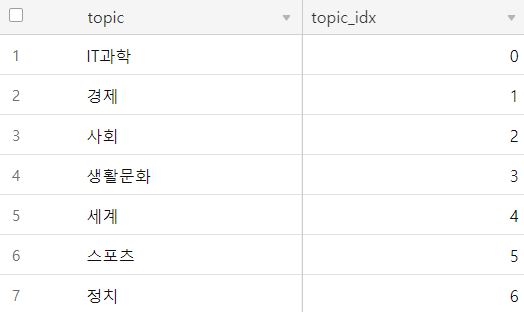 topic topic_idx
1 IT과학 0
2 경제 1
3 사회 2
4 생활문화 3
5 세계 4
6 스포츠 5
7 정치 6